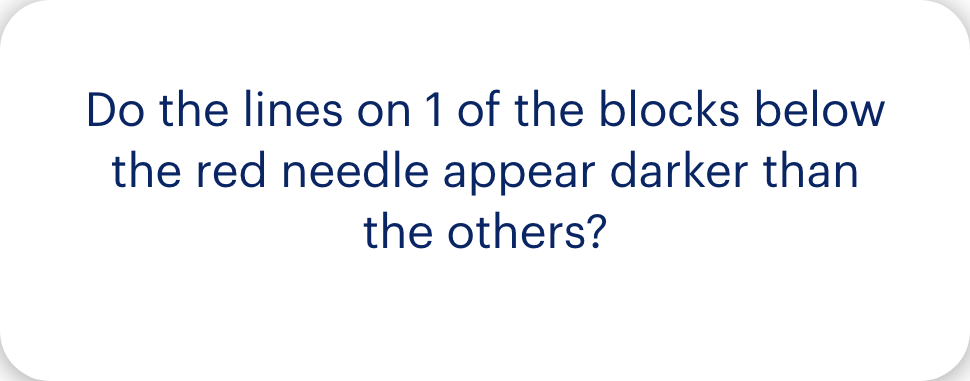 Do the lines on 1 of the blocks below
the red needle appear darker than
the others?